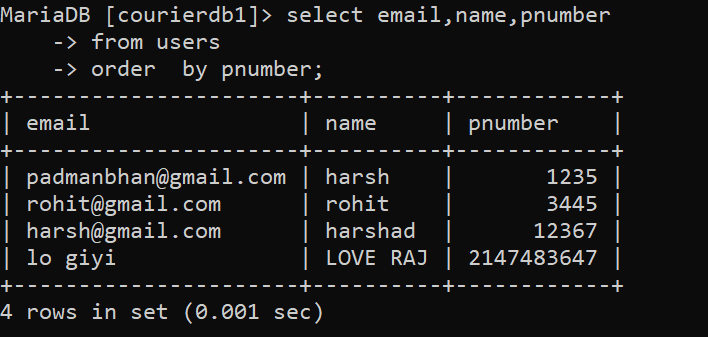 MariaDB [courierdb1]> select email,name,pnumber
    -> from users
    -> order  by pnumber;
+----------------------+----------+------------+
| email                | name     | pnumber    |
+----------------------+----------+------------+
| padmanbhan@gmail.com | harsh    |       1235 |
| rohit@gmail.com      | rohit    |       3445 |
| harsh@gmail.com      | harshad  |      12367 |
| lo giyi              | LOVE RAJ | 2147483647 |
+----------------------+----------+------------+
4 rows in set (0.001 sec)